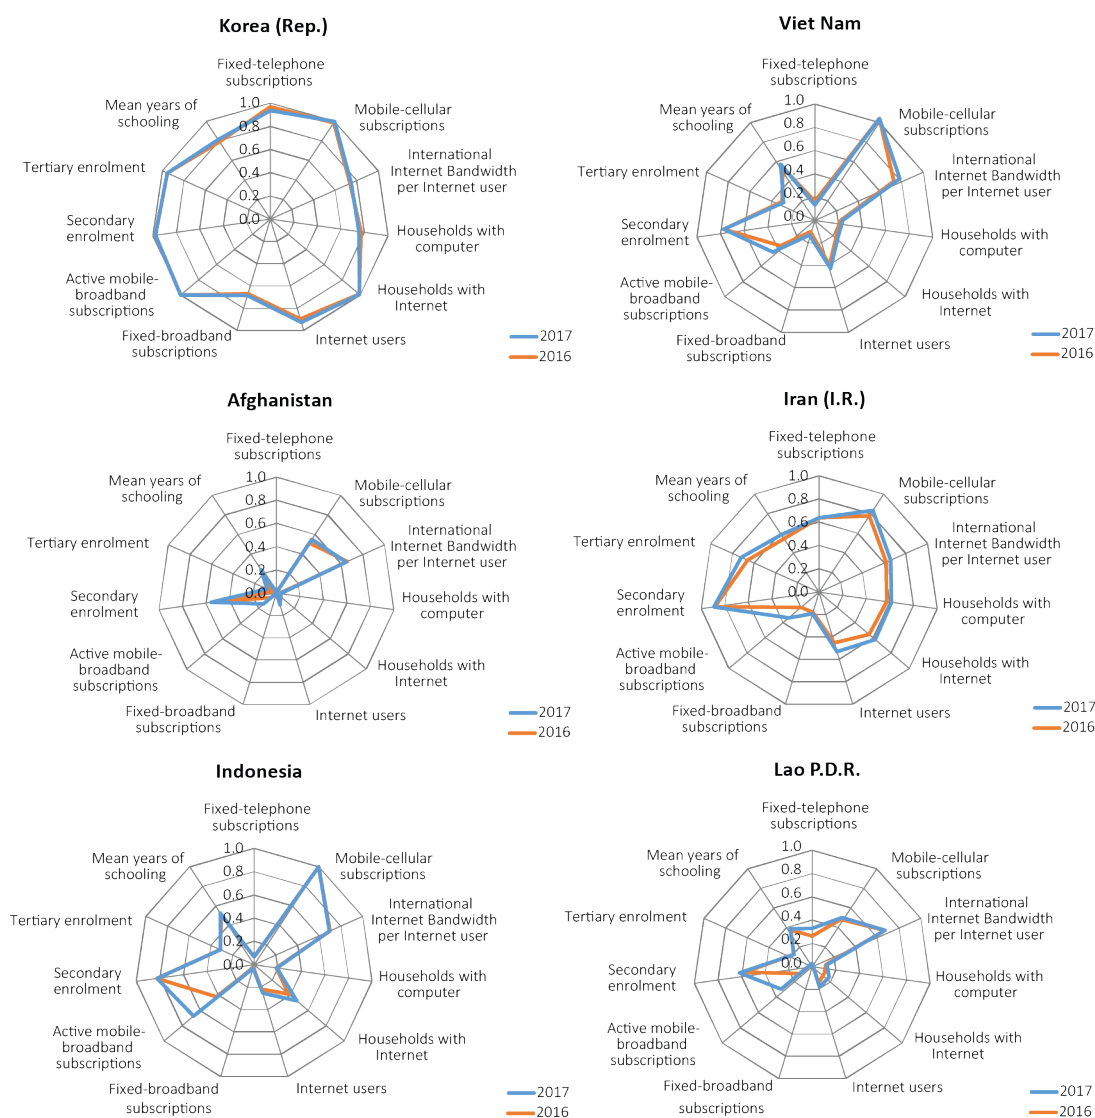 Korea (Rep.)
Fixed-telephone
subscriptions
Mean years of
schooling
Mobile-cellular
subscriptions
Tertiary enrolment
International
Internet Bandwidth
per Internet user
Secondary
enrolment
Households with
computer
Active mobile-
broadband
subscriptions
Households with
Internet
Fixed-broadband
subscriptions
Internet users
1.0
0.8
0.6
0.4
0.2
0.0
2017
2016
Viet Nam
Fixed-telephone
subscriptions
Mean years of
schooling
Mobile-cellular
subscriptions
Tertiary enrolment
International
Internet Bandwidth
per Internet user
Secondary
enrolment
Households with
computer
Active mobile-
broadband
subscriptions
Households with
Internet
Fixed-broadband
subscriptions
Internet users
1.0
0.8
0.6
0.4
0.2
0.0
2017
2016
Afghanistan
Fixed-telephone
subscriptions
Mean years of
schooling
Mobile-cellular
subscriptions
Tertiary enrolment
International
Internet Bandwidth
per Internet user
Secondary
enrolment
Households with
computer
Active mobile-
broadband
subscriptions
Households with
Internet
Fixed-broadband
subscriptions
Internet users
1.0
0.8
0.6
0.4
0.2
0.0
2017
2016
Iran (I.R.)
Fixed-telephone
subscriptions
Mean years of
schooling
Mobile-cellular
subscriptions
Tertiary enrolment
International
Internet Bandwidth
per Internet user
Secondary
enrolment
Households with
computer
Active mobile-
broadband
subscriptions
Households with
Internet
Fixed-broadband
subscriptions
Internet users
1.0
0.8
0.6
0.4
0.2
0.0
2017
2016
Indonesia
Fixed-telephone
subscriptions
Mean years of
schooling
Mobile-cellular
subscriptions
Tertiary enrolment
International
Internet Bandwidth
per Internet user
Secondary
enrolment
Households with
computer
Active mobile-
broadband
subscriptions
Households with
Internet
Fixed-broadband
subscriptions
Internet users
1.0
0.8
0.6
0.4
0.2
0.0
2017
2016
Lao P.D.R.
Fixed-telephone
subscriptions
Mean years of
schooling
Mobile-cellular
subscriptions
Tertiary enrolment
International
Internet Bandwidth
per Internet user
Secondary
enrolment
Households with
computer
Active mobile-
broadband
subscriptions
Households with
Internet
Fixed-broadband
subscriptions
Internet users
1.0
0.8
0.6
0.4
0.2
0.0
2017
2016